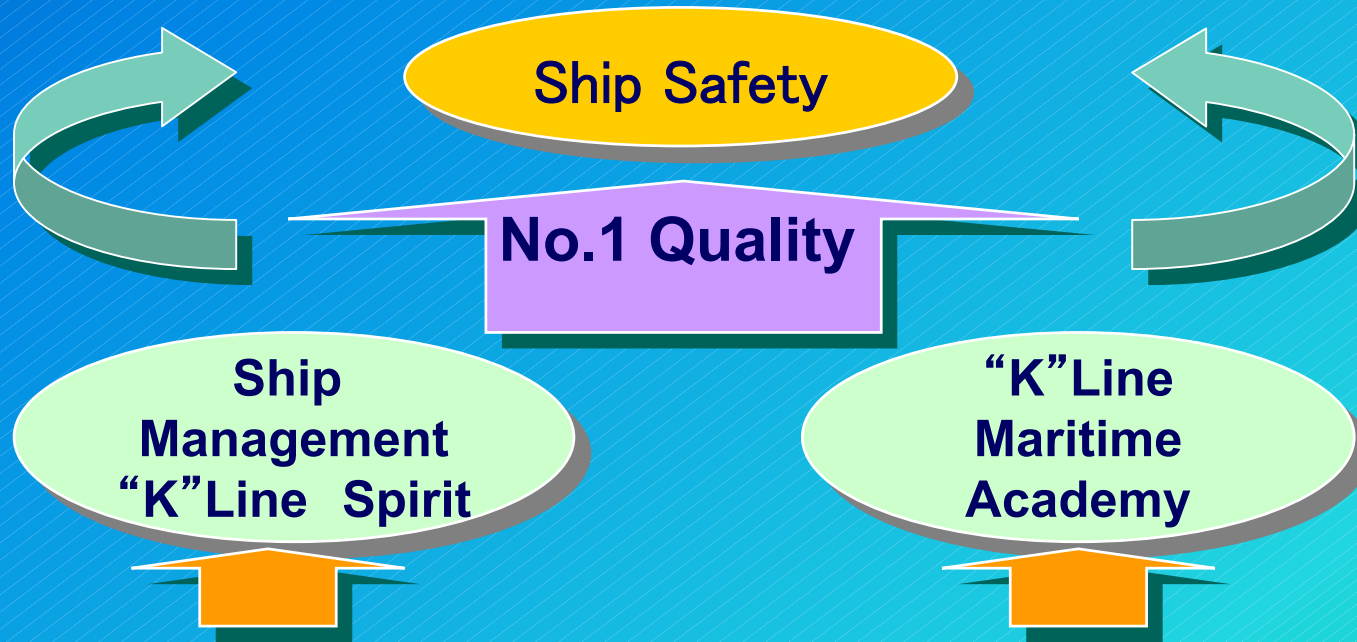 Ship Safety
No.1 Quality
Ship
Management
“K”Line Spirit
“K”Line
Maritime
Academy